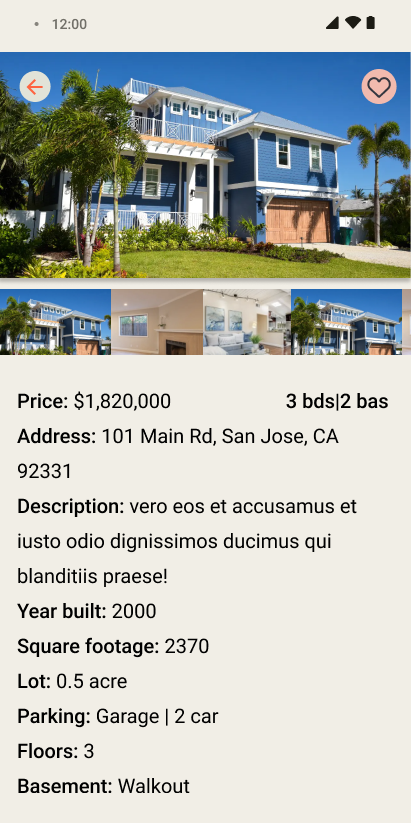 12:00
Price: $1,820,000 3 bds|2 bas
Address: 101 Main Rd, San Jose, CA
92331
Description: vero eos et accusamus et
iusto odio dignissimos ducimus qui
blanditiis praese!
Year built: 2000
Square footage: 2370
Lot: 0.5 acre
Parking: Garage | 2 car
Floors: 3
Basement: Walkout